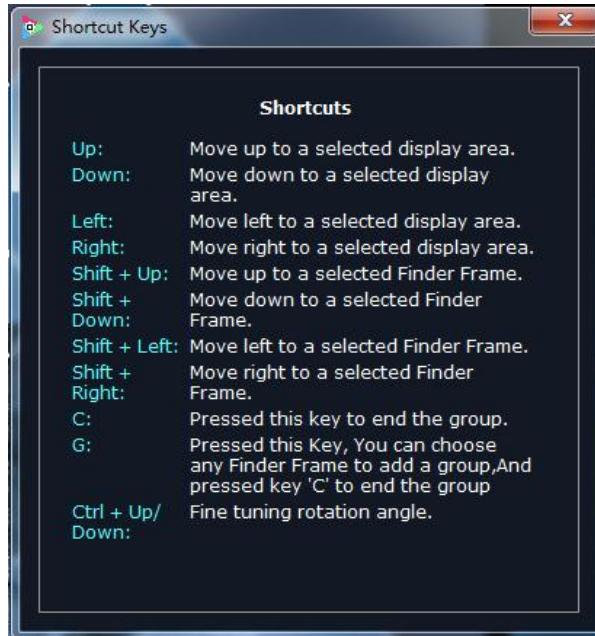 Shortcut Keys
Shortcuts
Up: Move up to a selected display area.
Down: Move down to a selected display
area.
Left: Move left to a selected display area.
Right: Move right to a selected display area.
Shift + Up: Move up to a selected Finder Frame.
Shift + Move down to a selected Finder
Down: Frame.
Shift + Left: Move left to a selected Finder Frame.
Shift + Move right to a selected Finder
Right: Frame.
C: Pressed this key to end the group.
G: Pressed this Key, You can choose
any Finder Frame to add a group,And
pressed key 'C' to end the group
Ctrl + Up/ Fine tuning rotation angle.
Down: